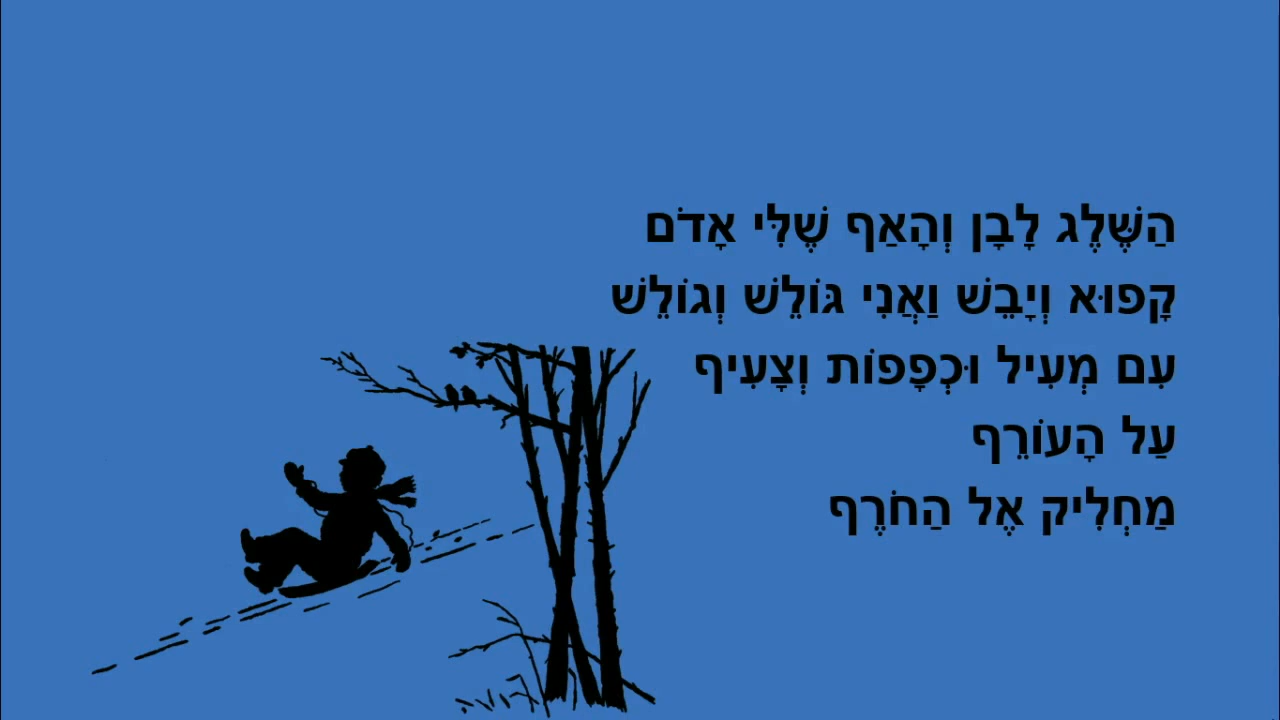 הַשֶּׁלֶג לָבָן וְהָאַף שֶׁלִּי אָדֹם
קָפוּא וְיָבֵשׁ וַאֲנִי גּוֹלֵשׁ וְגוֹלֵשׁ
עִם מְעִיל וּכְפָפוֹת וְצָעִיף
עַל הָעוֹרֵף
מַחְלִיק אֶל הַחֹרֶף